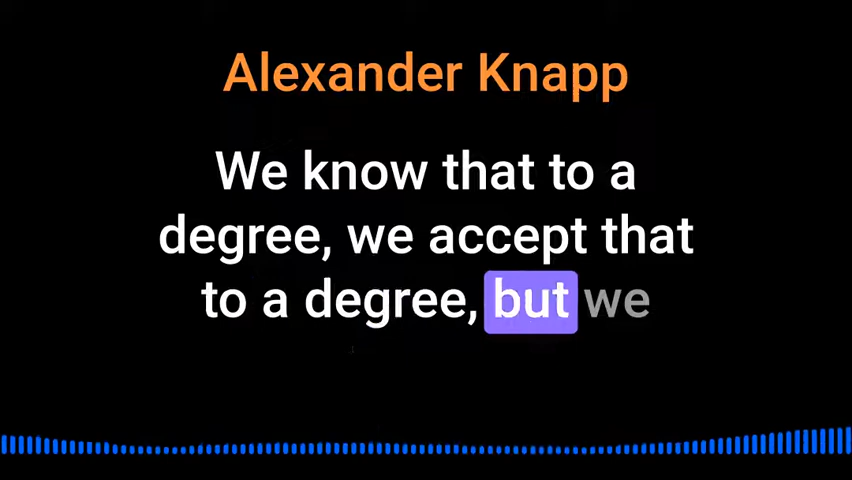 Alexander Knapp
We know that to a
degree, we accept that
to a degree, but we